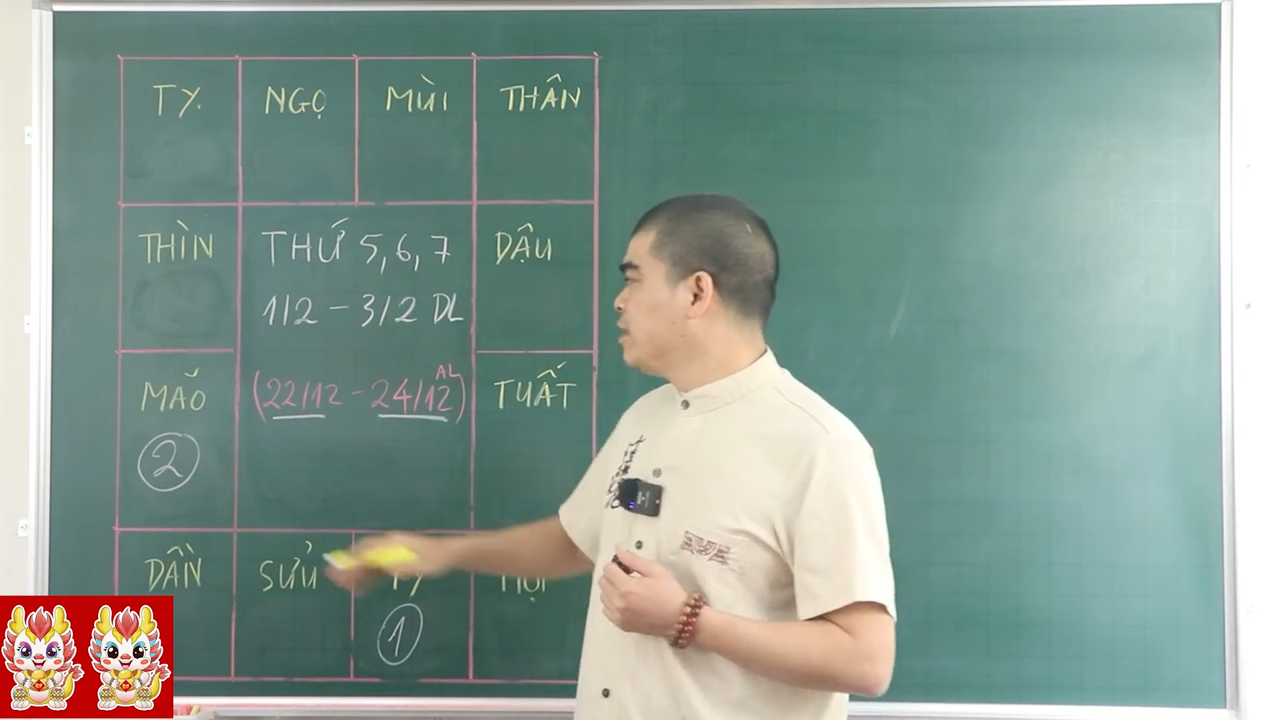 TỴ NGỌ MÙI THÂN
THÌN THỨ 5, 6, 7 DẬU
1/2 - 3/2 DL
MÃO (22/12 - 24/12 AL) TUẤT
2
DẦN SỬU
1